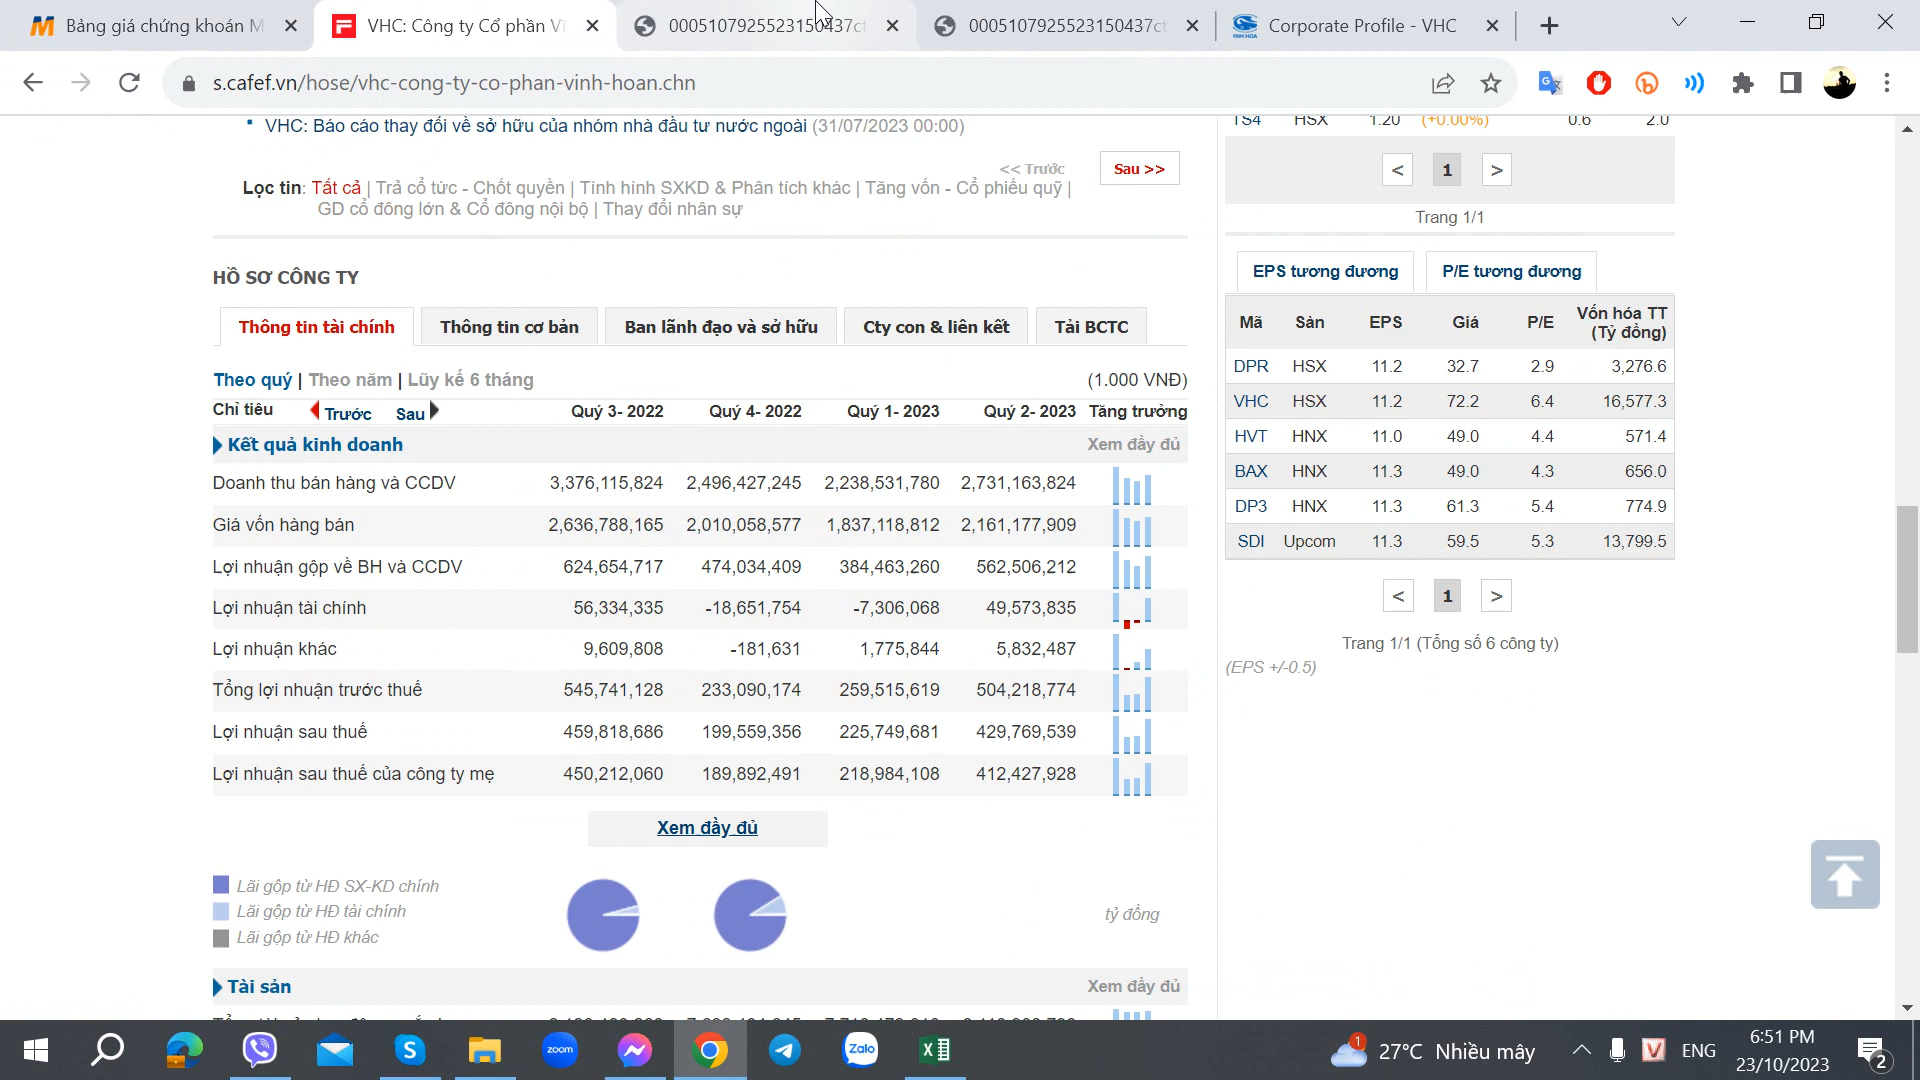 Bảng giá chứng khoán M
VHC: Công ty Cổ phần Vĩ
0005107925523150437ct
0005107925523150437ct
Corporate Profile - VHC
s.cafef.vn/hose/vhc-cong-ty-co-phan-vinh-hoan.chn
VHC: Báo cáo thay đổi về sở hữu của nhóm nhà đầu tư nước ngoài (31/07/2023 00:00)
<< Trước Sau >>
Lọc tin: Tất cả | Trả cổ tức - Chốt quyền | Tình hình SXKD & Phân tích khác | Tăng vốn - Cổ phiếu quỹ |
GD cổ đông lớn & Cổ đông nội bộ | Thay đổi nhân sự
HỒ SƠ CÔNG TY
Thông tin tài chính Thông tin cơ bản Ban lãnh đạo và sở hữu Cty con & liên kết Tải BCTC
Theo quý | Theo năm | Lũy kế 6 tháng (1.000 VNĐ)
Chỉ tiêu Trước Sau Quý 3- 2022 Quý 4- 2022 Quý 1- 2023 Quý 2- 2023 Tăng trưởng
Kết quả kinh doanh Xem đầy đủ
Doanh thu bán hàng và CCDV 3,376,115,824 2,496,427,245 2,238,531,780 2,731,163,824
Giá vốn hàng bán 2,636,788,165 2,010,058,577 1,837,118,812 2,161,177,909
Lợi nhuận gộp về BH và CCDV 624,654,717 474,034,409 384,463,260 562,506,212
Lợi nhuận tài chính 56,334,335 -18,651,754 -7,306,068 49,573,835
Lợi nhuận khác 9,609,808 -181,631 1,775,844 5,832,487
Tổng lợi nhuận trước thuế 545,741,128 233,090,174 259,515,619 504,218,774
Lợi nhuận sau thuế 459,818,686 199,559,356 225,749,681 429,769,539
Lợi nhuận sau thuế của công ty mẹ 450,212,060 189,892,491 218,984,108 412,427,928
Xem đầy đủ
Lãi gộp từ HĐ SX-KD chính
Lãi gộp từ HĐ tài chính
Lãi gộp từ HĐ khác
tỷ đồng
Tài sản Xem đầy đủ
TS4 HSX 1.20 (+0.00%) 0.6 2.0
< 1 >
Trang 1/1
EPS tương đương P/E tương đương
Mã Sàn EPS Giá P/E Vốn hóa TT
(Tỷ đồng)
DPR HSX 11.2 32.7 2.9 3,276.6
VHC HSX 11.2 72.2 6.4 16,577.3
HVT HNX 11.0 49.0 4.4 571.4
BAX HNX 11.3 49.0 4.3 656.0
DP3 HNX 11.3 61.3 5.4 774.9
SDI Upcom 11.3 59.5 5.3 13,799.5
< 1 >
Trang 1/1 (Tổng số 6 công ty)
(EPS +/-0.5)
zoom
Zalo
1
27°C Nhiều mây
ENG
6:51 PM
23/10/2023
2